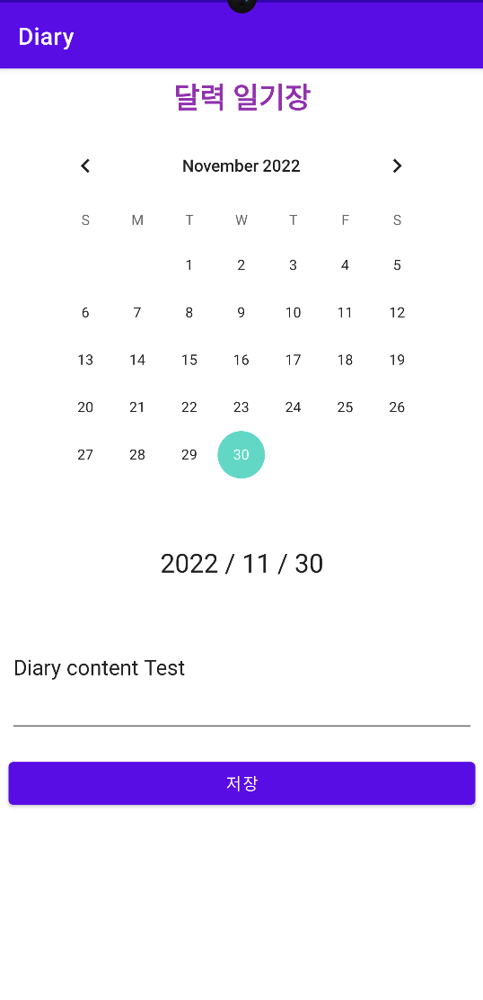 Diary
달력 일기장
November 2022
S M T W T F S
1 2 3 4 5
6 7 8 9 10 11 12
13 14 15 16 17 18 19
20 21 22 23 24 25 26
27 28 29 30
2022 / 11 / 30
Diary content Test
저장